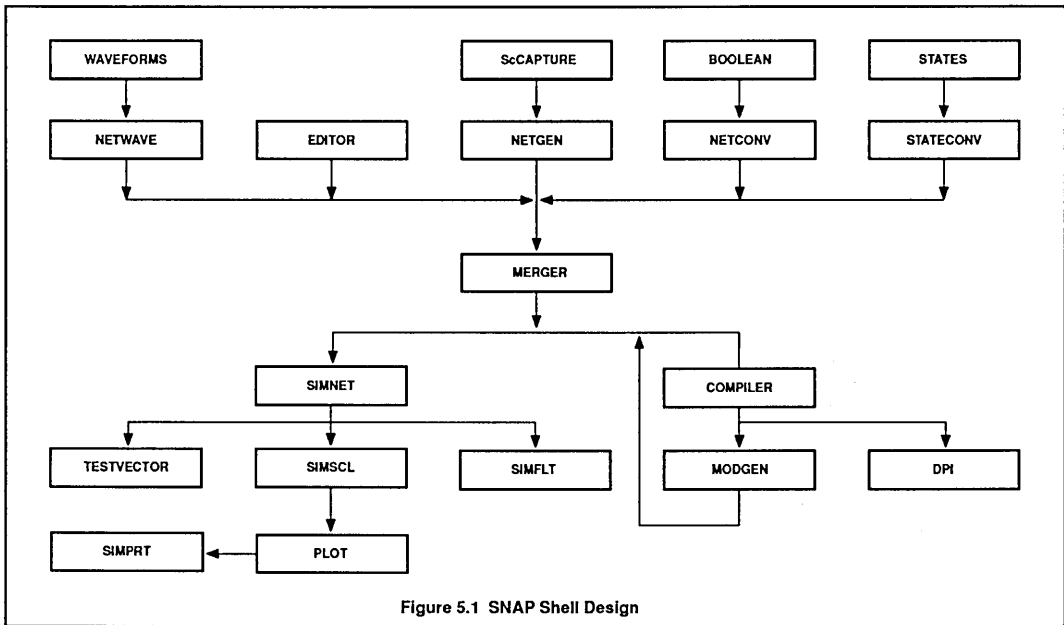 WAVEFORMS
ScCAPTURE
BOOLEAN
STATES
NETWAVE
EDITOR
NETGEN
NETCONV
STATECONV
MERGER
SIMNET
COMPILER
TESTVECTOR
SIMSCL
SIMFLT
MODGEN
DPI
SIMPRT
PLOT
Figure 5.1 SNAP Shell Design